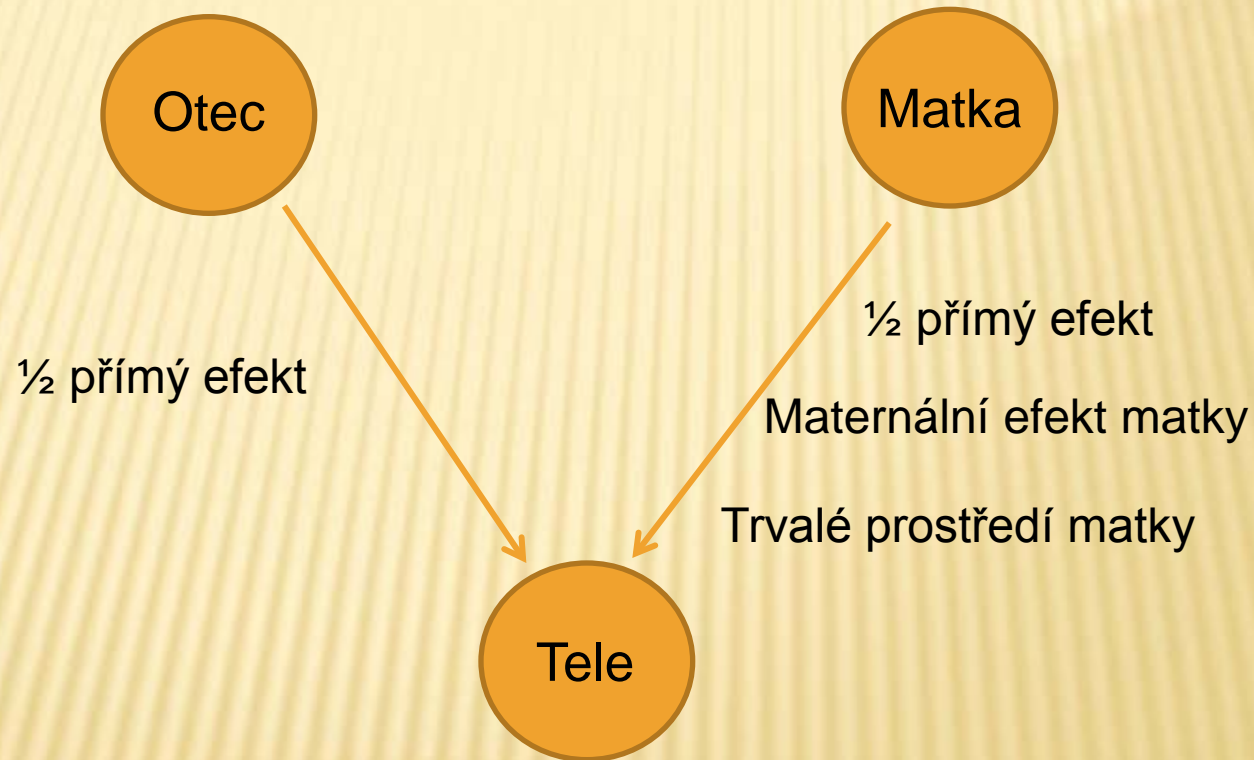 Otec
Matka
½ přímý efekt
½ přímý efekt
Maternální efekt matky
Trvalé prostředí matky
Tele